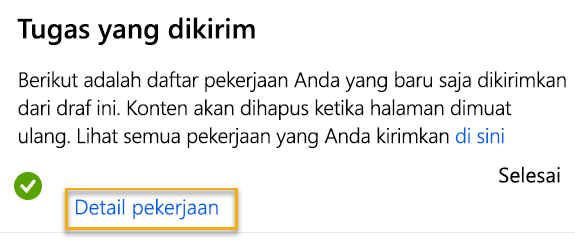 Tugas yang dikirim
Berikut adalah daftar pekerjaan Anda yang baru saja dikirimkan
dari draf ini. Konten akan dihapus ketika halaman dimuat
ulang. Lihat semua pekerjaan yang Anda kirimkan di sini
Selesai
Detail pekerjaan